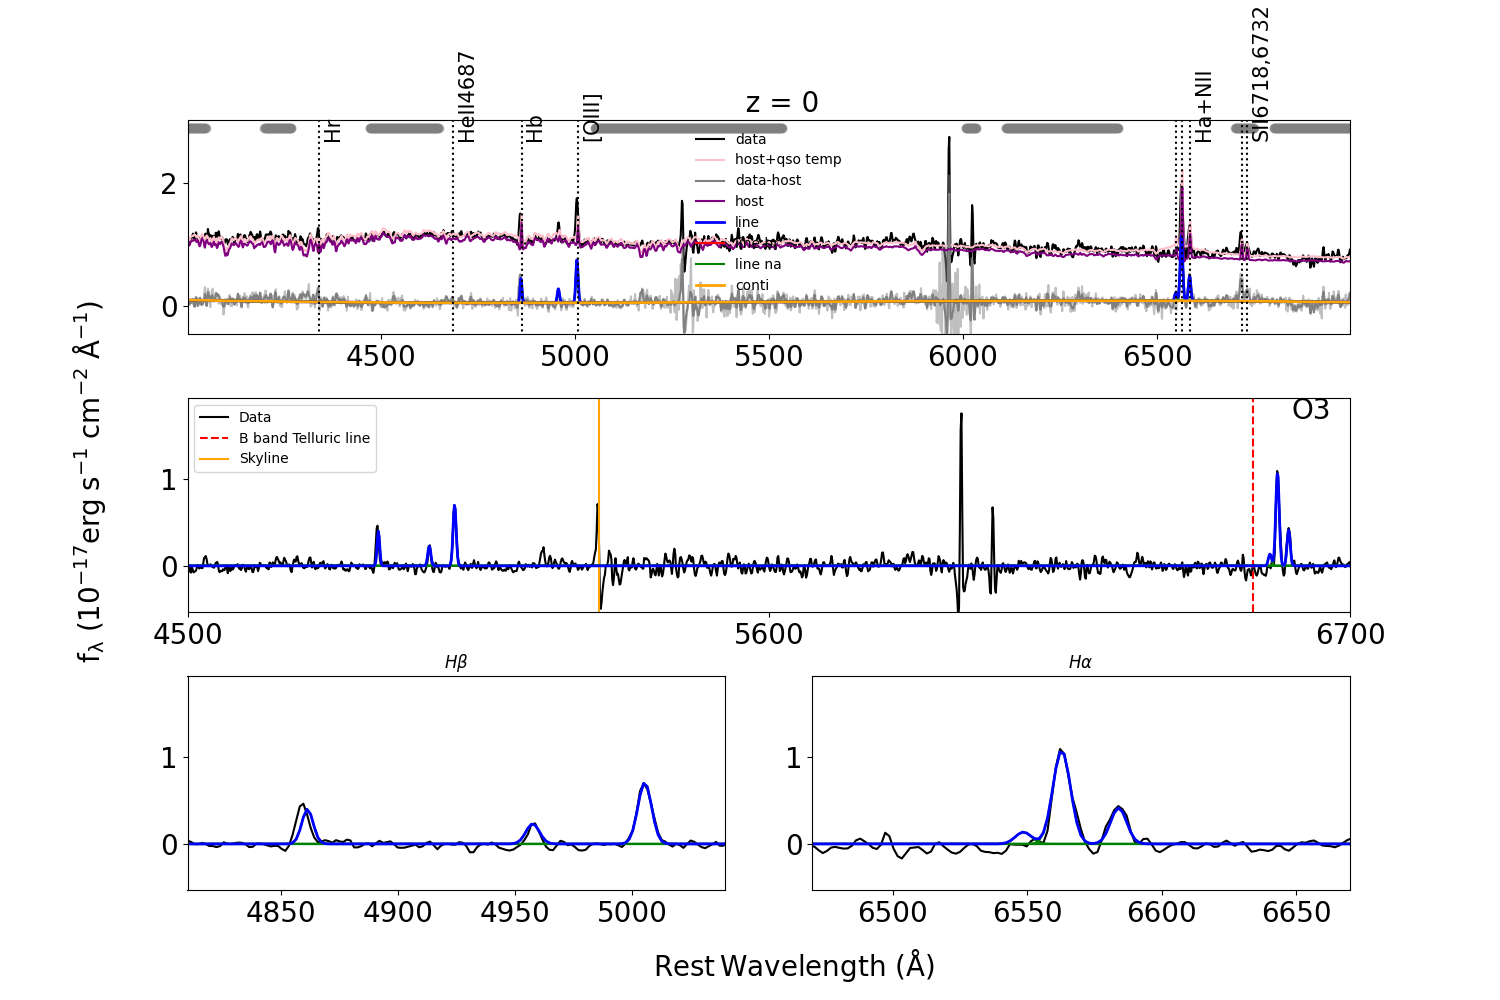 z = 0
Hr
HeII4687
Hb
[OIII]
Ha+NII
SII6718,6732
data
host+qso temp
data-host
host
line
line na
conti
2
0
4500 5000 5500 6000 6500
fλ (10⁻¹⁷erg s⁻¹ cm⁻² Å⁻¹)
O3
Data
B band Telluric line
Skyline
1
0
4500 5600 6700
Hβ
1
0
4850 4900 4950 5000
Hα
1
0
6500 6550 6600 6650
Rest Wavelength (Å)